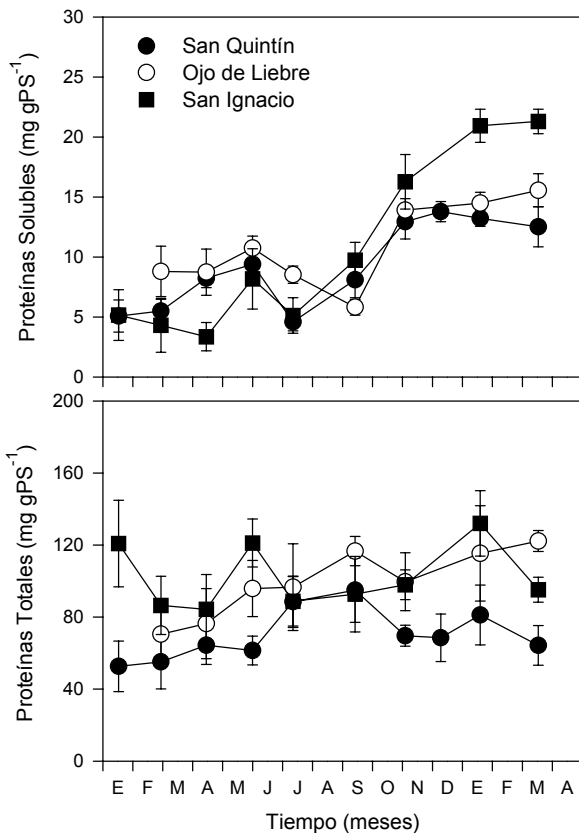 30
25
20
15
10
5
0
Proteínas Solubles (mg gPS⁻¹)
San Quintín
Ojo de Liebre
San Ignacio
200
160
120
80
40
0
Proteínas Totales (mg gPS⁻¹)
E F M A M J J A S O N D E F M A
Tiempo (meses)